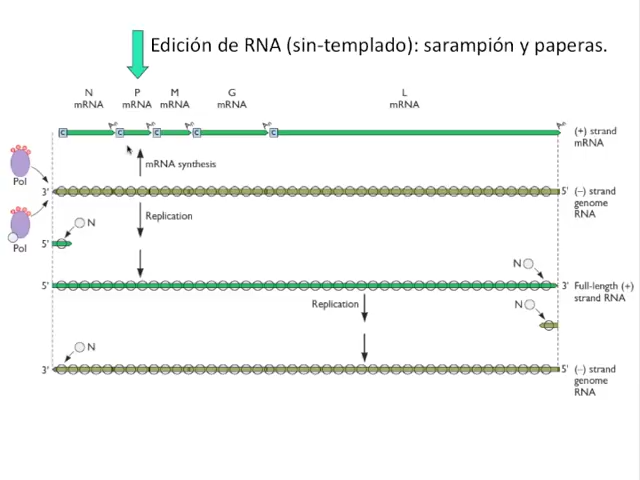 Edición de RNA (sin-templado): sarampión y paperas.
N
mRNA
P
mRNA
M
mRNA
G
mRNA
L
mRNA
C
C
C
C
C
(+) strand
mRNA
mRNA synthesis
Pol
3'
5'
(–) strand
genome
RNA
Pol
N
Replication
5'
N
5'
3'
Full-length (+)
strand RNA
Replication
N
N
3'
5'
(–) strand
genome
RNA